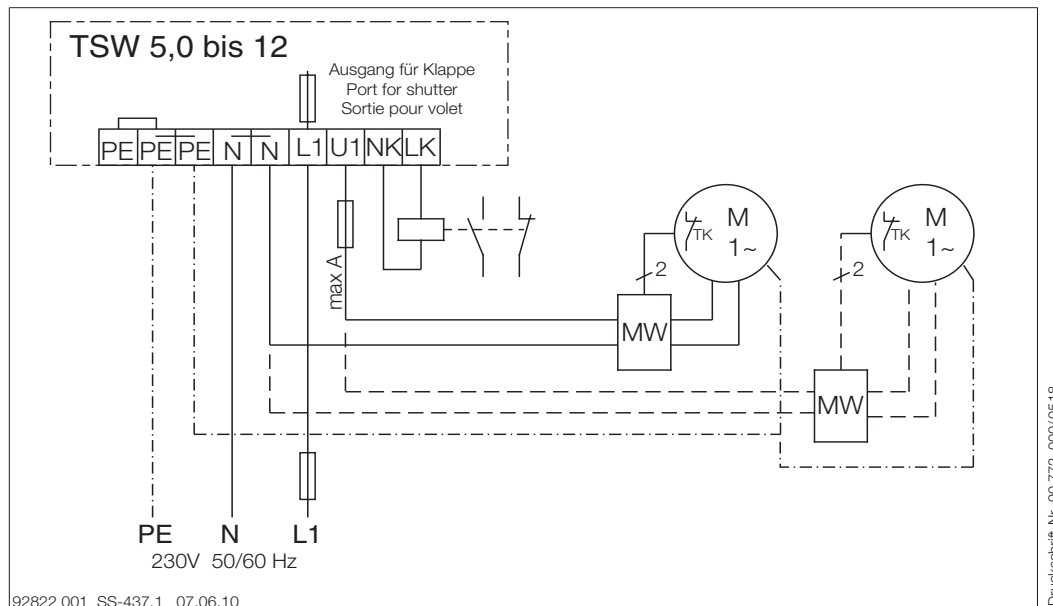 TSW 5,0 bis 12
Ausgang für Klappe
Port for shutter
Sortie pour volet
PE PE PE N N L1 U1 NK LK
max A
TK
M
1~
2
MW
TK
M
1~
2
MW
PE N L1
230V 50/60 Hz
92822 001 SS-437.1 07.06.10
Druckschrift-Nr.